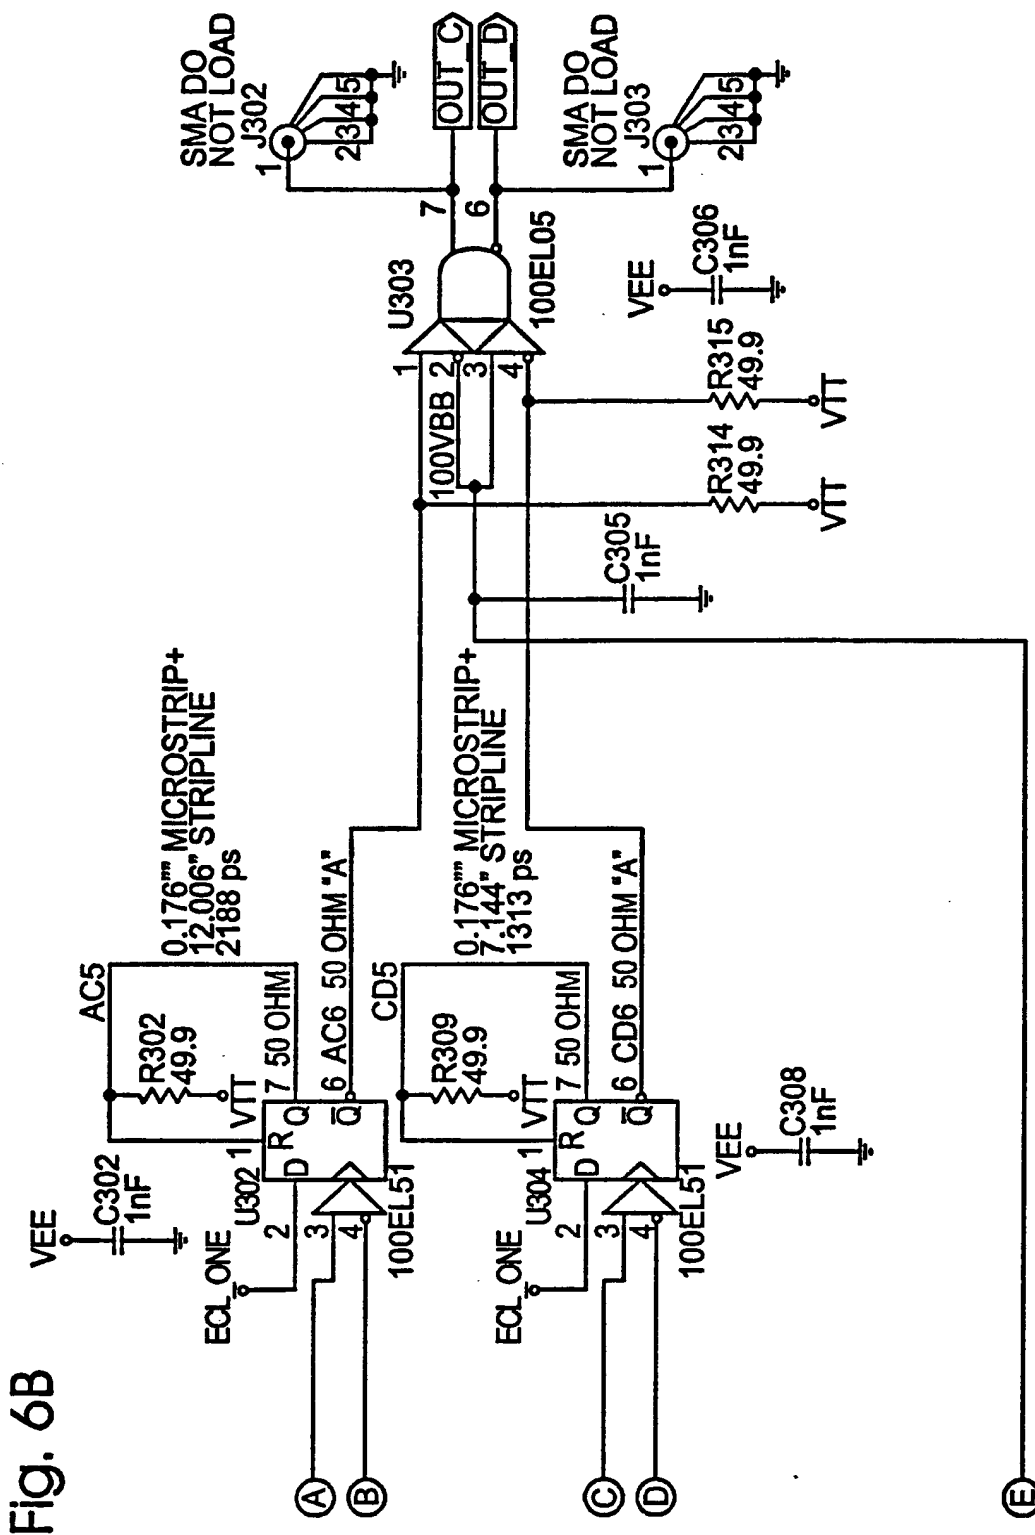 Fig. 6B
VEE
C302
1nF
AC5
0.176"" MICROSTRIP+
12.006" STRIPLINE
2188 ps
R302
49.9
VTT
ECL_ONE
U302
1
R
2
D
Q
7 50 OHM
3
4
Q
6 AC6 50 OHM "A"
100EL51
A
B
CD5
0.176"" MICROSTRIP+
7.144" STRIPLINE
1313 ps
R309
49.9
VTT
ECL_ONE
U304
1
R
2
D
Q
7 50 OHM
3
4
Q
6 CD6 50 OHM "A"
100EL51
C
D
VEE
C308
1nF
E
C305
1nF
R314
49.9
VTT
R315
49.9
VTT
VEE
C306
1nF
U303
1
2
100VBB
3
4
100EL05
7
6
SMA DO
NOT LOAD
J302
1
2 3 4 5
OUT_C
OUT_D
SMA DO
NOT LOAD
J303
1
2 3 4 5